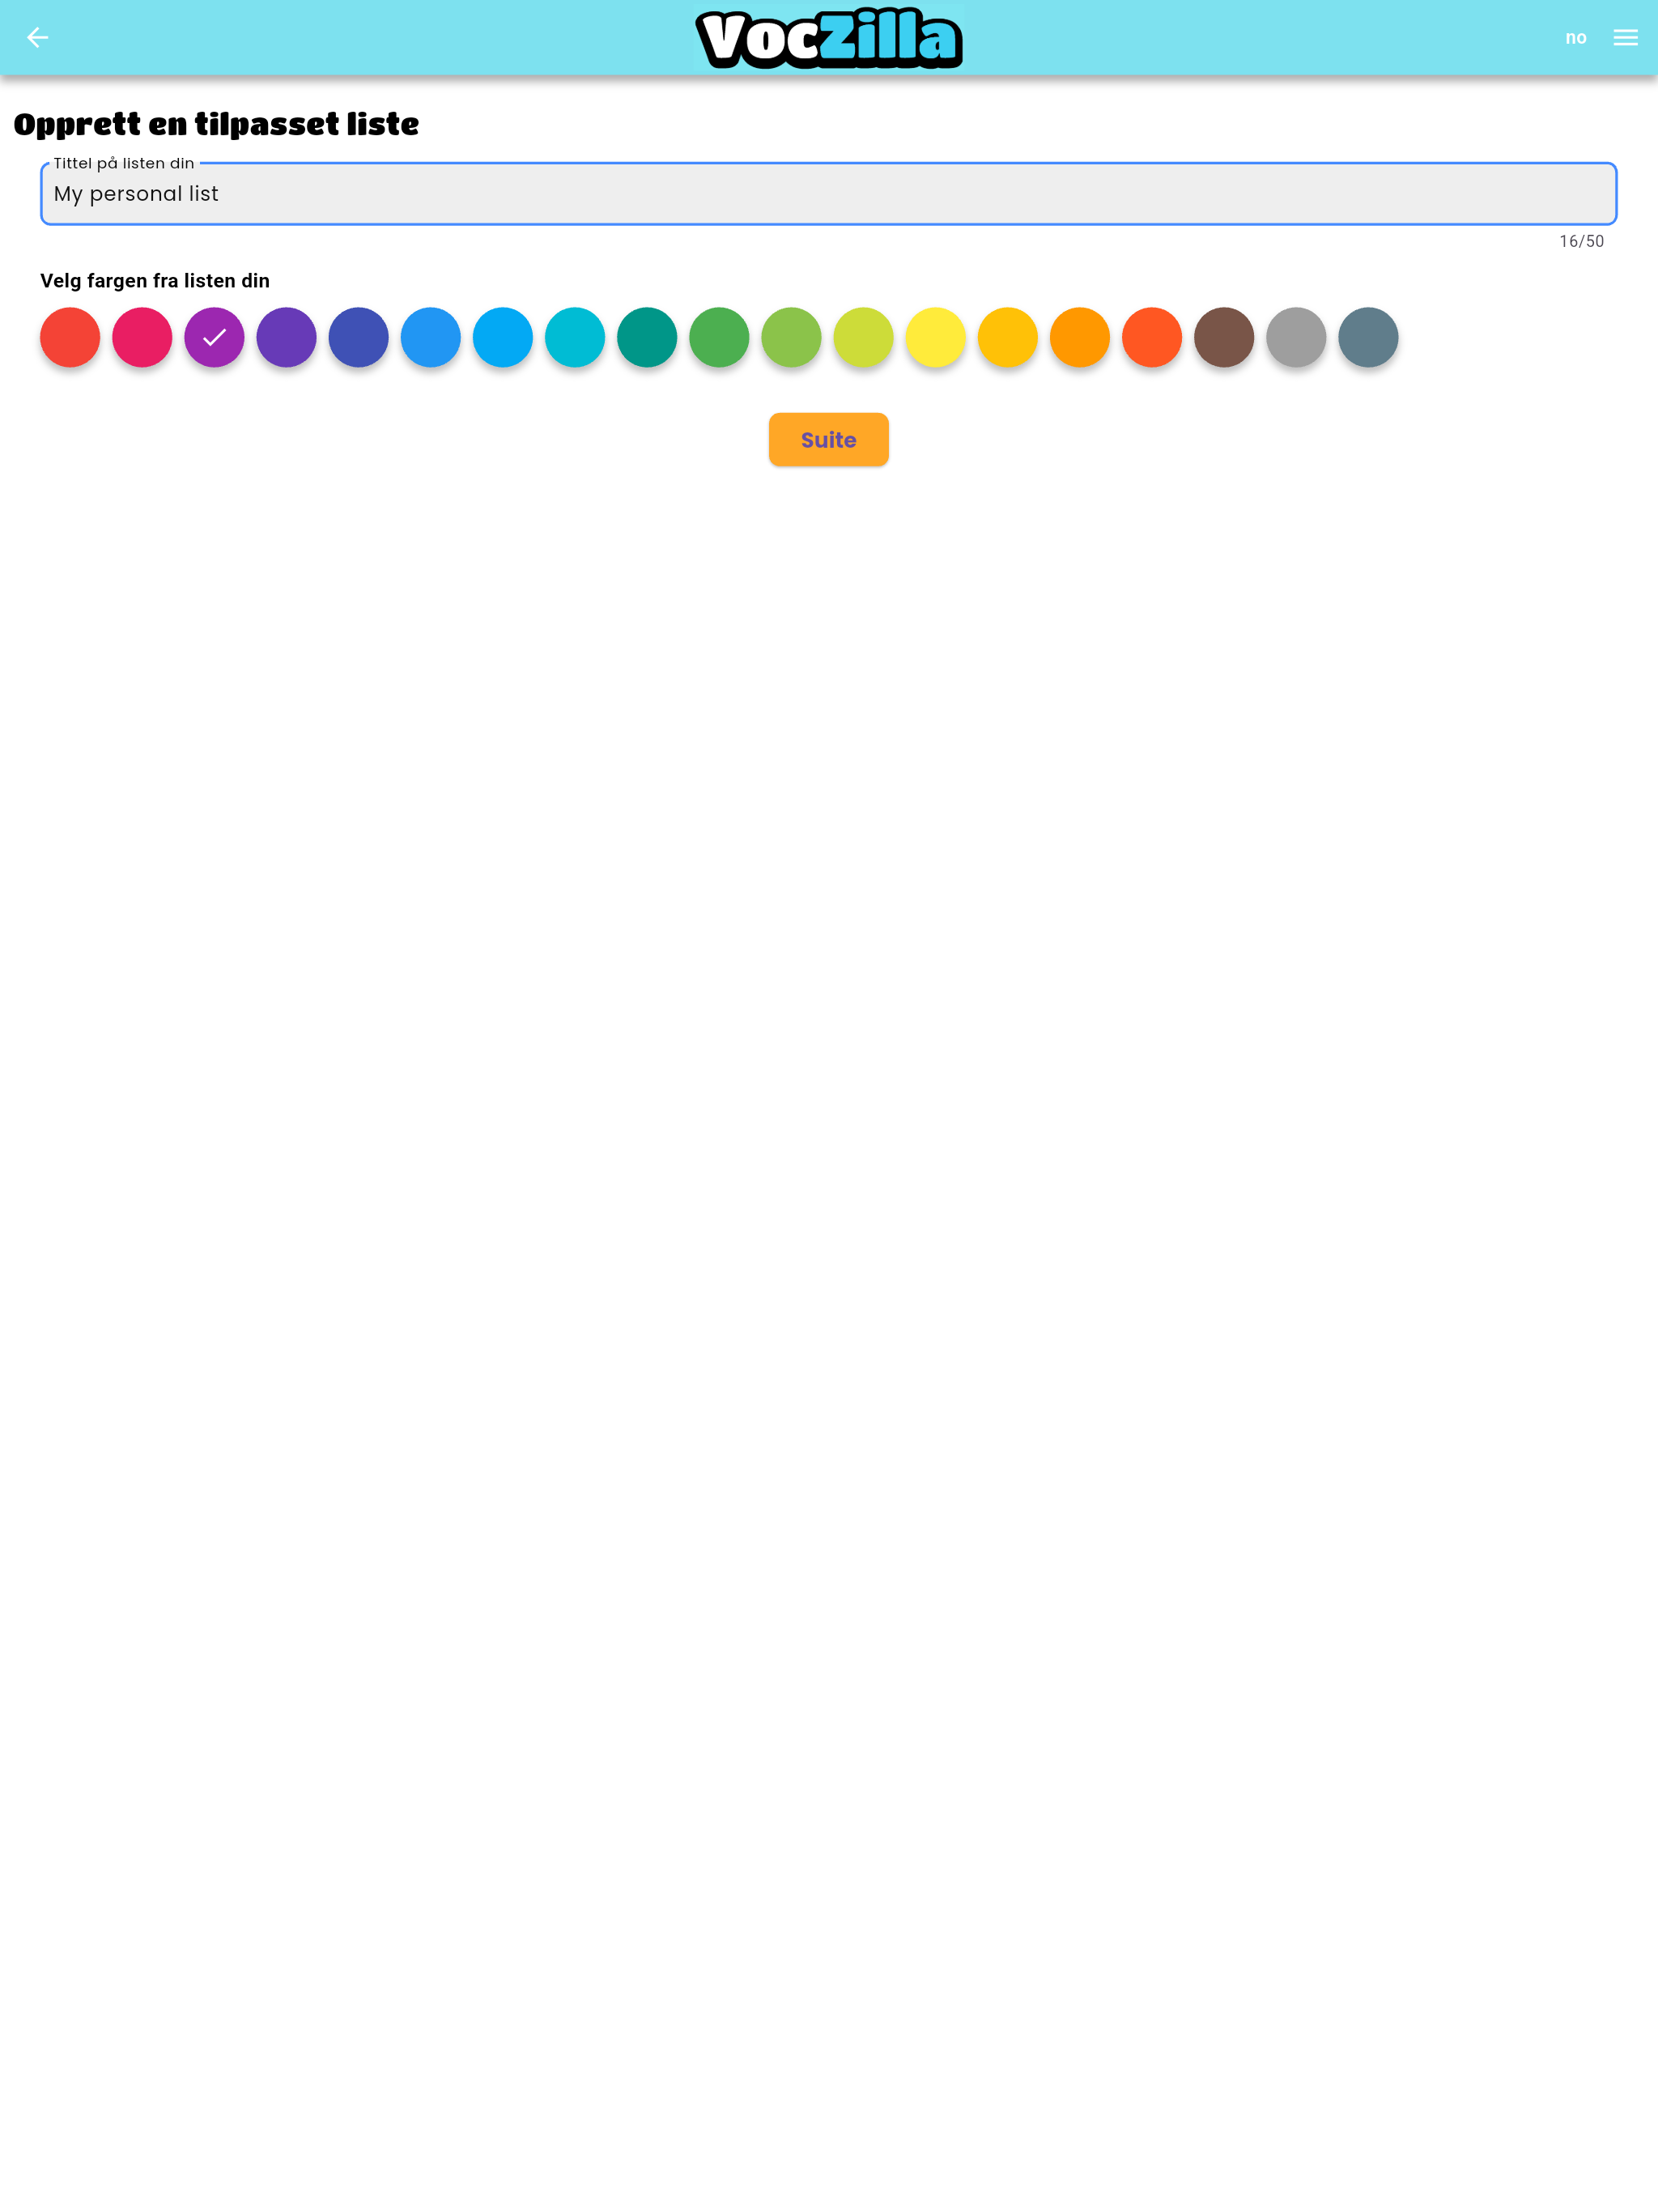 VocZilla
no
Opprett en tilpasset liste
Tittel på listen din
My personal list
16/50
Velg fargen fra listen din
Suite